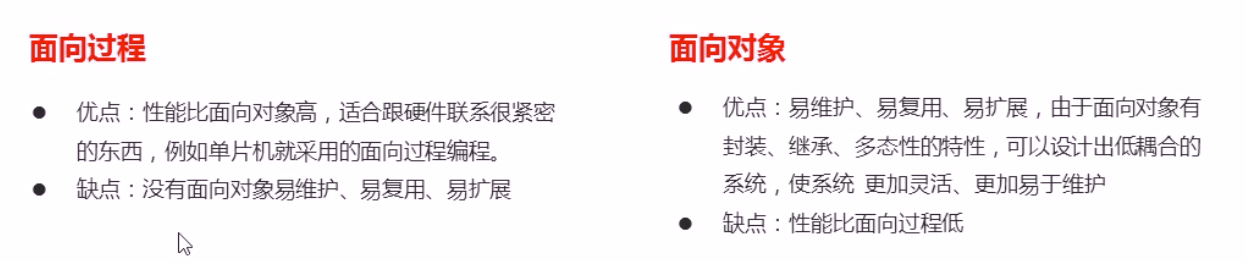 面向过程
● 优点：性能比面向对象高，适合跟硬件联系很紧密
的东西，例如单片机就采用的面向过程编程。
● 缺点：没有面向对象易维护、易复用、易扩展
面向对象
● 优点：易维护、易复用、易扩展，由于面向对象有
封装、继承、多态性的特性，可以设计出低耦合的
系统，使系统 更加灵活、更加易于维护
● 缺点：性能比面向过程低